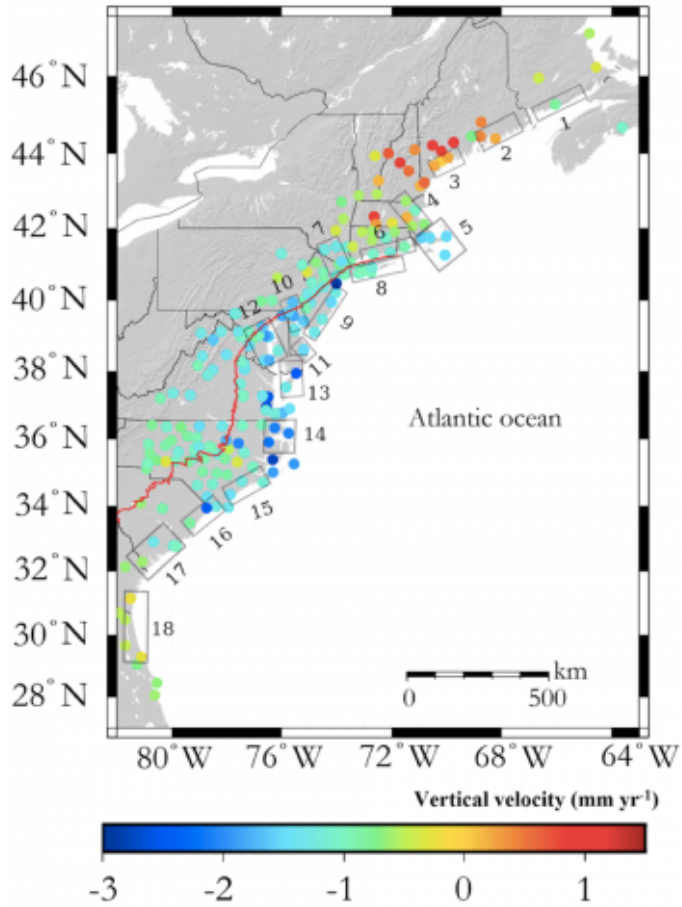 46°N
44°N
42°N
40°N
38°N
36°N
34°N
32°N
30°N
28°N
1
2
3
4
5
6
7
8
9
10
11
12
13
14
15
16
17
18
Atlantic ocean
km
0 500
80°W 76°W 72°W 68°W 64°W
Vertical velocity (mm yr⁻¹)
-3 -2 -1 0 1